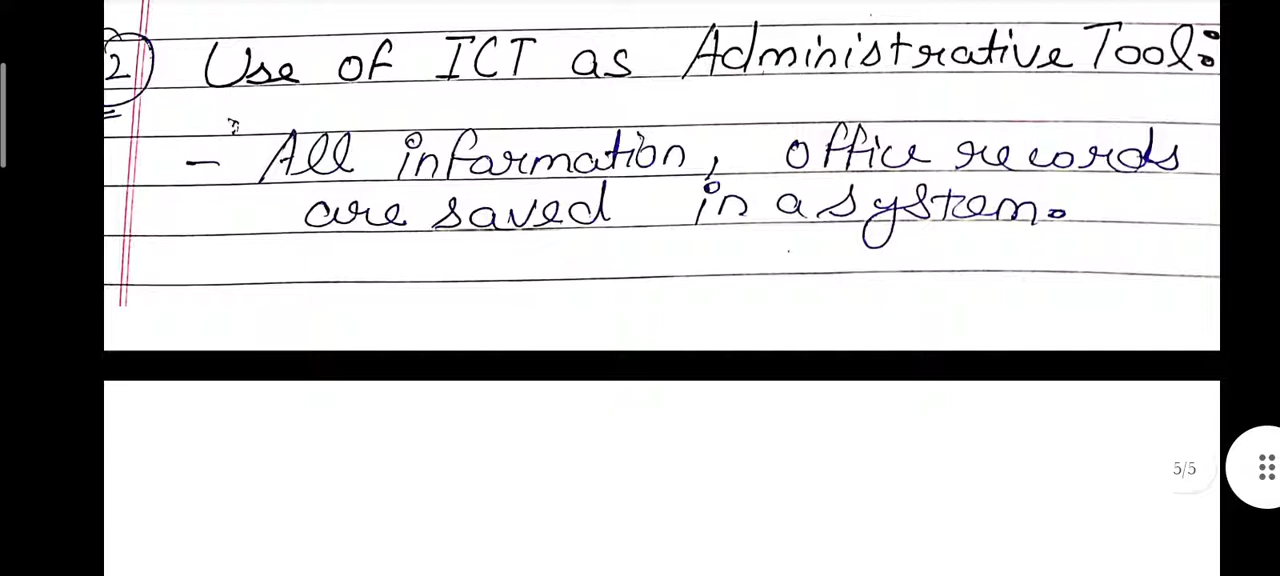 2 Use of ICT as Administrative Tool:
- All information, office records
are saved in a system.
5/5